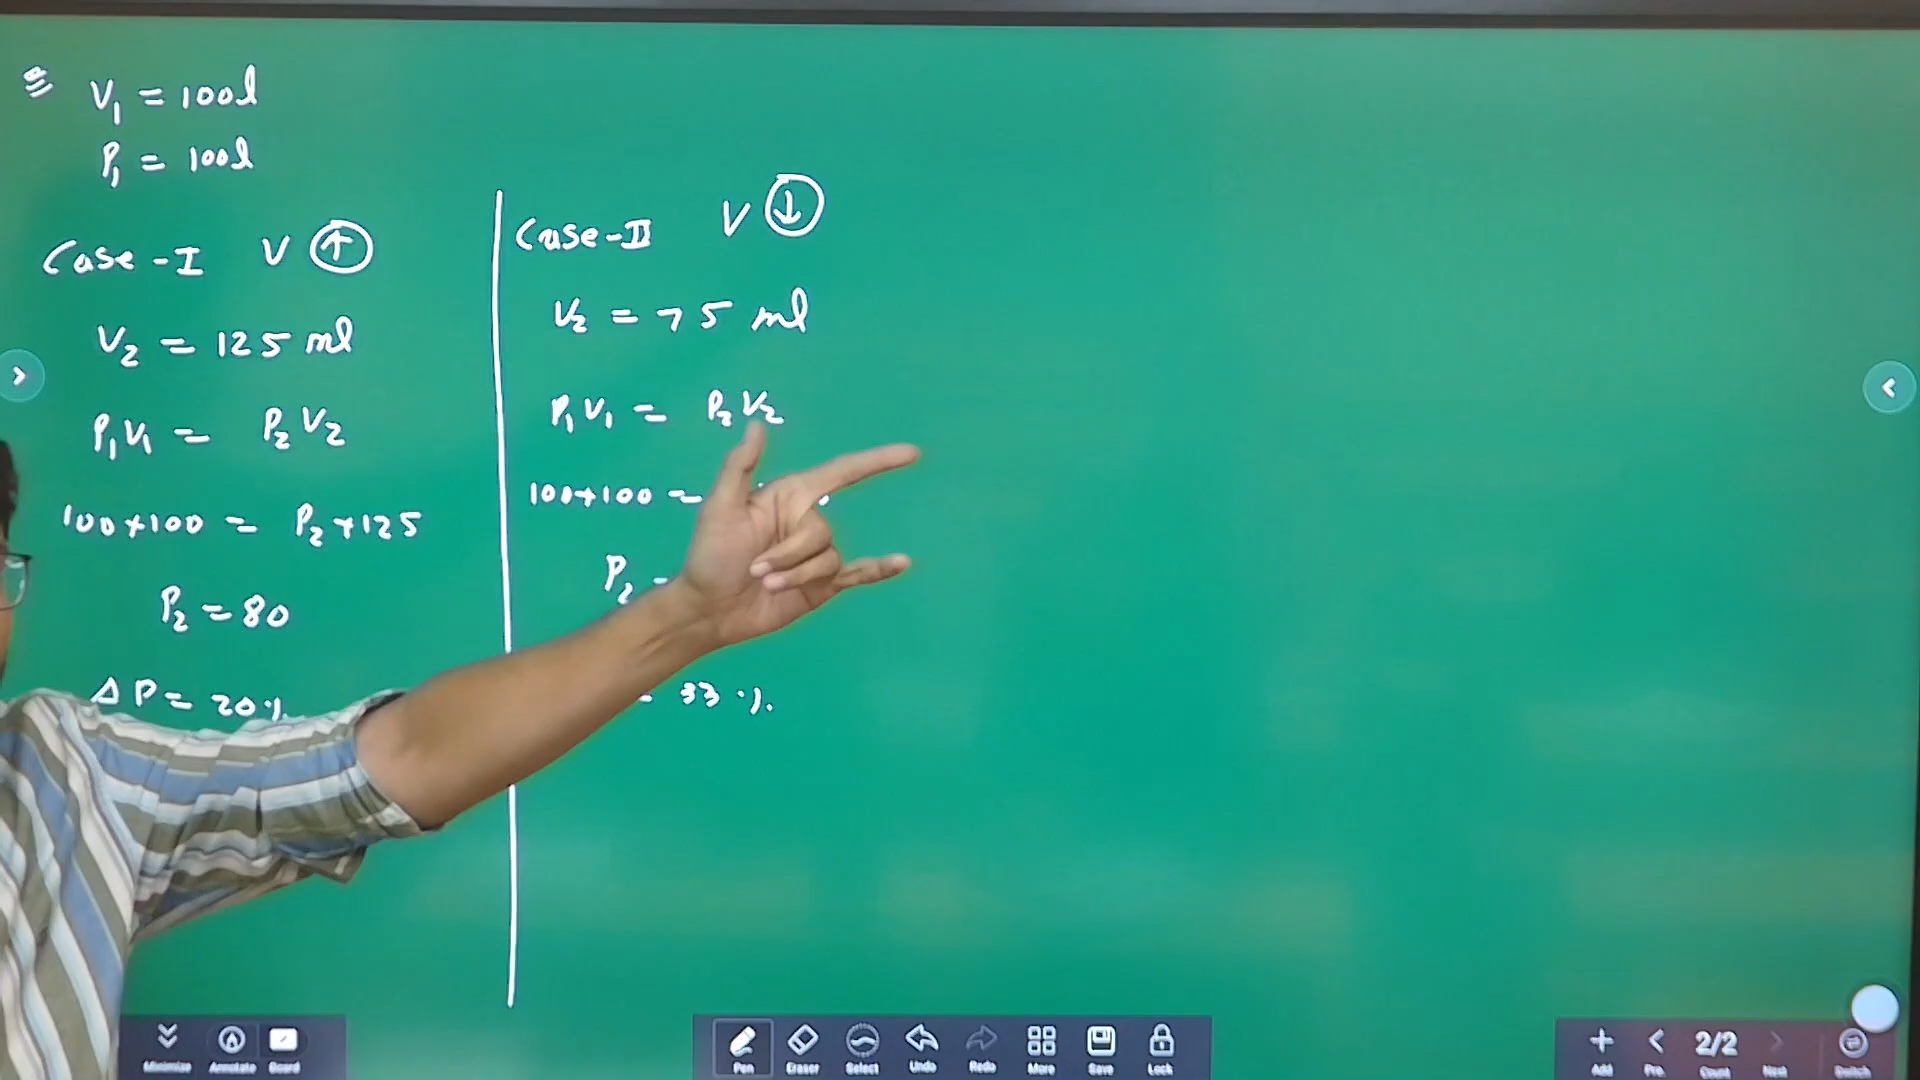 V₁ = 100l
P₁ = 100l
Case-I V ↑
V₂ = 125 ml
P₁V₁ = P₂V₂
100×100 = P₂×125
P₂ = 80
ΔP = 20%
Case-II V ↓
V₂ = 75 ml
P₁V₁ = P₂V₂
100×100 =
P₂
= 33%.
Minimize Annotate Board
Pen Eraser Select Undo Redo More Save Lock
Add Pre. 2/2 Count Next Switch